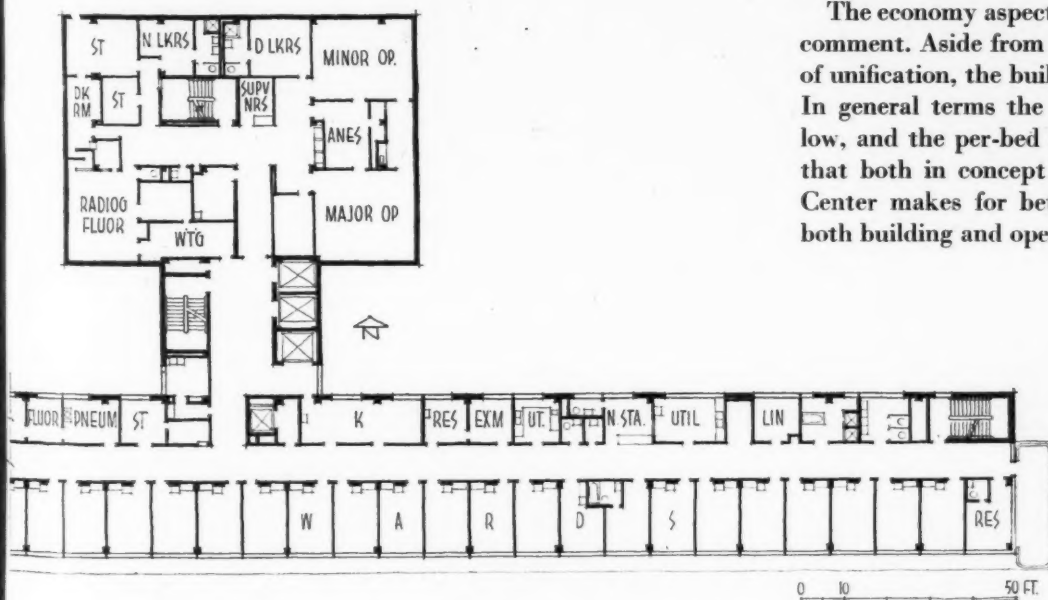 The economy aspect
comment. Aside from
of unification, the buil
In general terms the
low, and the per-bed
that both in concept
Center makes for be
both building and ope
ST
N LKRS
D LKRS
MINOR OP.
DK
RM
ST
SUPV
NRS
ANES
RADIOG
FLUOR
WTG
MAJOR OP
N
FLUOR
PNEUM
ST
K
RES
EXM
UT.
N. STA.
UTIL
LIN
W A R D S
RES
0 10 50 FT.